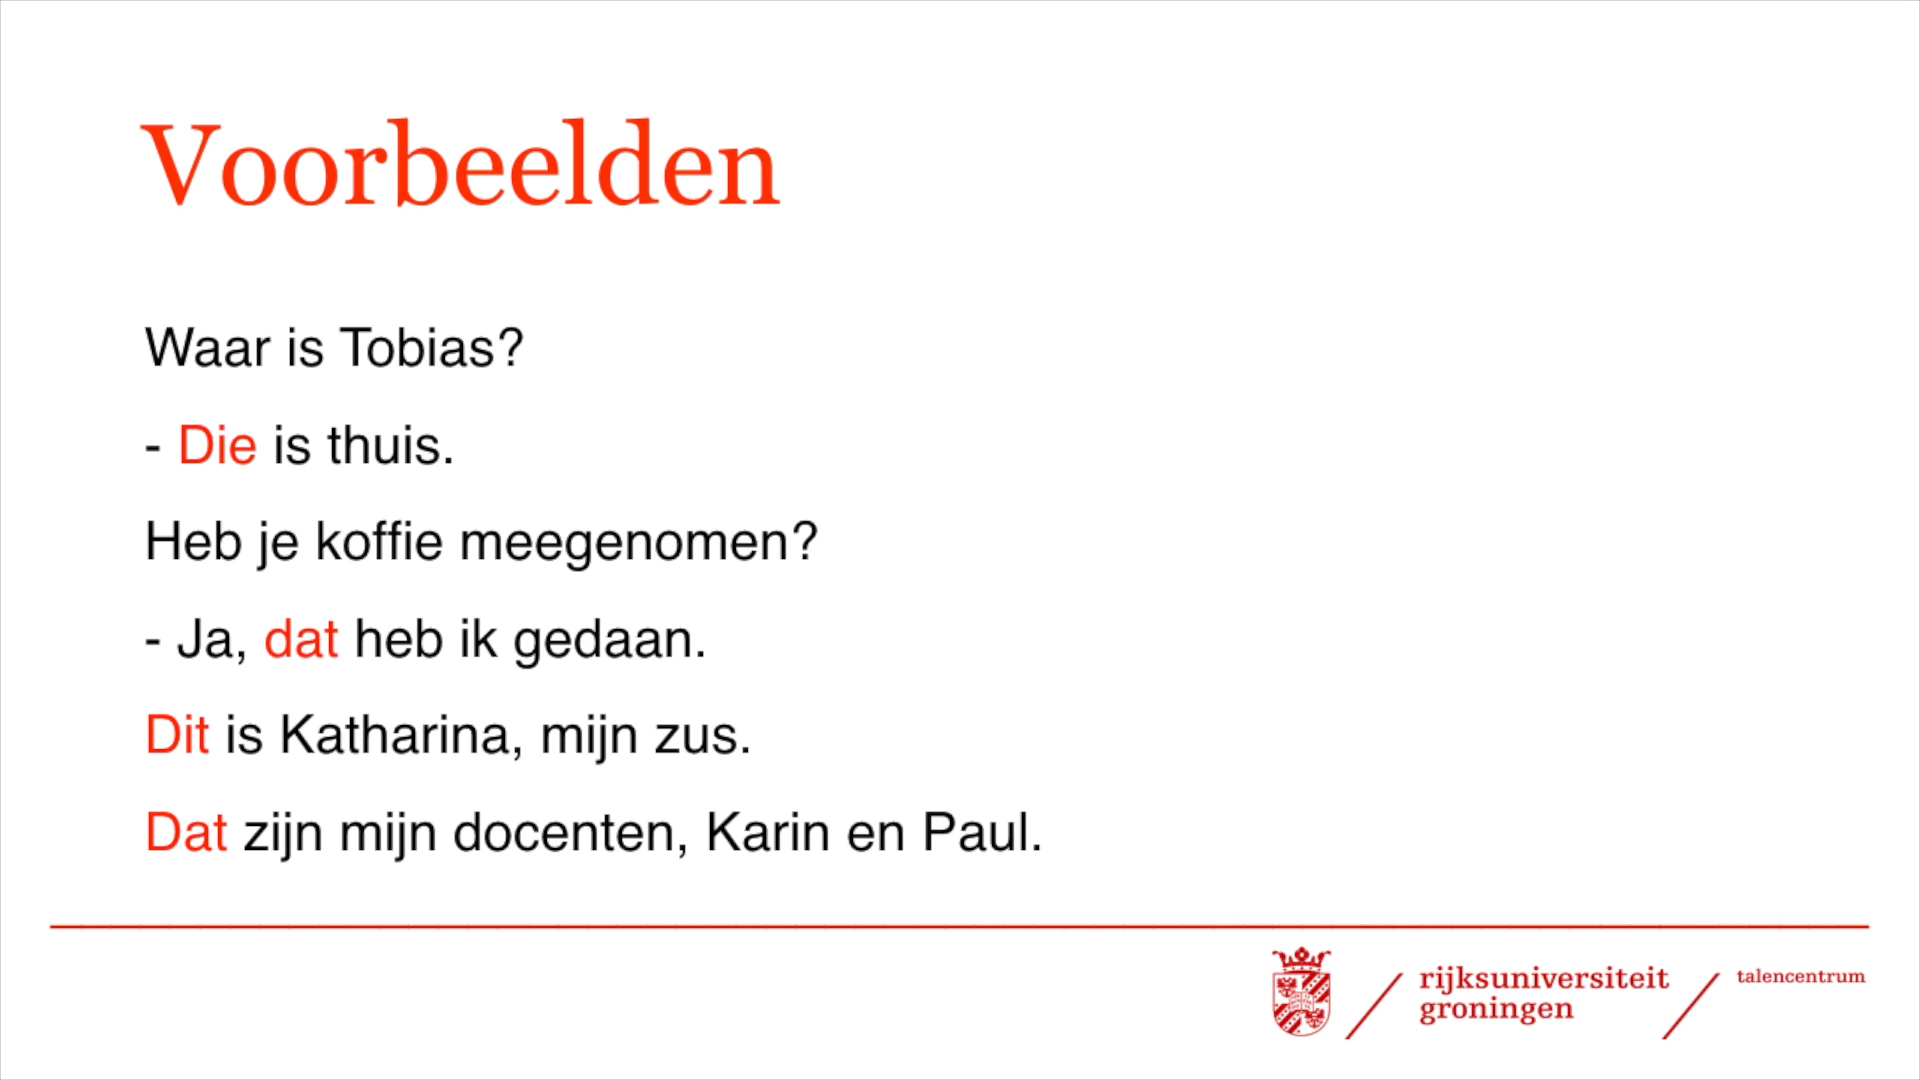 Voorbeelden
Waar is Tobias?
- Die is thuis.
Heb je koffie meegenomen?
- Ja, dat heb ik gedaan.
Dit is Katharina, mijn zus.
Dat zijn mijn docenten, Karin en Paul.
rijksuniversiteit
groningen
talencentrum